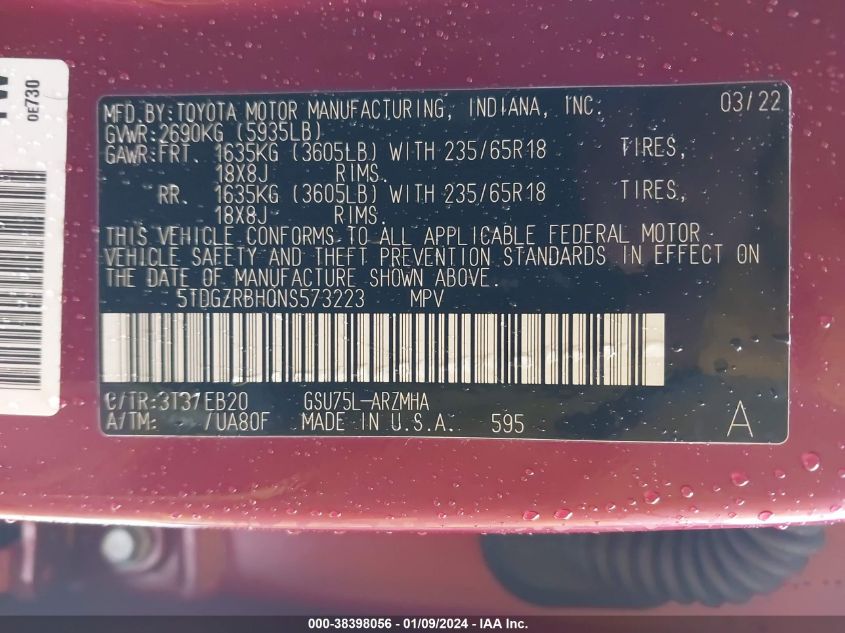 0E730
MFD.BY:TOYOTA MOTOR MANUFACTURING, INDIANA, INC. 03/22
GVWR:2690KG (5935LB)
GAWR:FRT. 1635KG (3605LB) WITH 235/65R18 TIRES,
18X8J RIMS.
RR. 1635KG (3605LB) WITH 235/65R18 TIRES,
18X8J RIMS.
THIS VEHICLE CONFORMS TO ALL APPLICABLE FEDERAL MOTOR
VEHICLE SAFETY AND THEFT PREVENTION STANDARDS IN EFFECT ON
THE DATE OF MANUFACTURE SHOWN ABOVE.
5TDGZRBH0NS573223 MPV
C/TR:3T3/EB20 GSU75L-ARZMHA
A/TM: /UA80F MADE IN U.S.A. 595 A
000-38398056 - 01/09/2024 - IAA Inc.